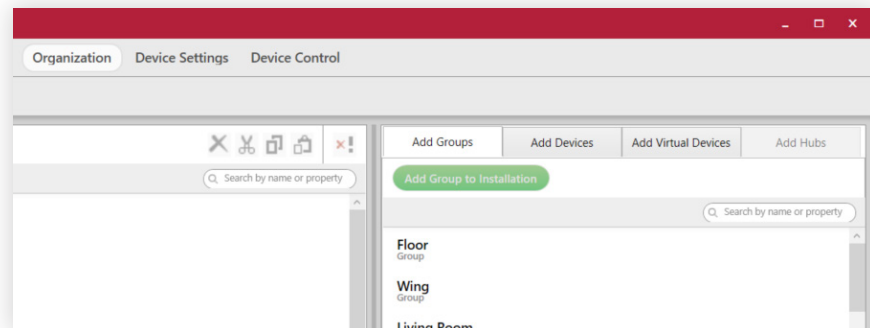 Organization Device Settings Device Control
Add Groups Add Devices Add Virtual Devices Add Hubs
Search by name or property
Add Group to Installation
Search by name or property
Floor
Group
Wing
Group
Living Room